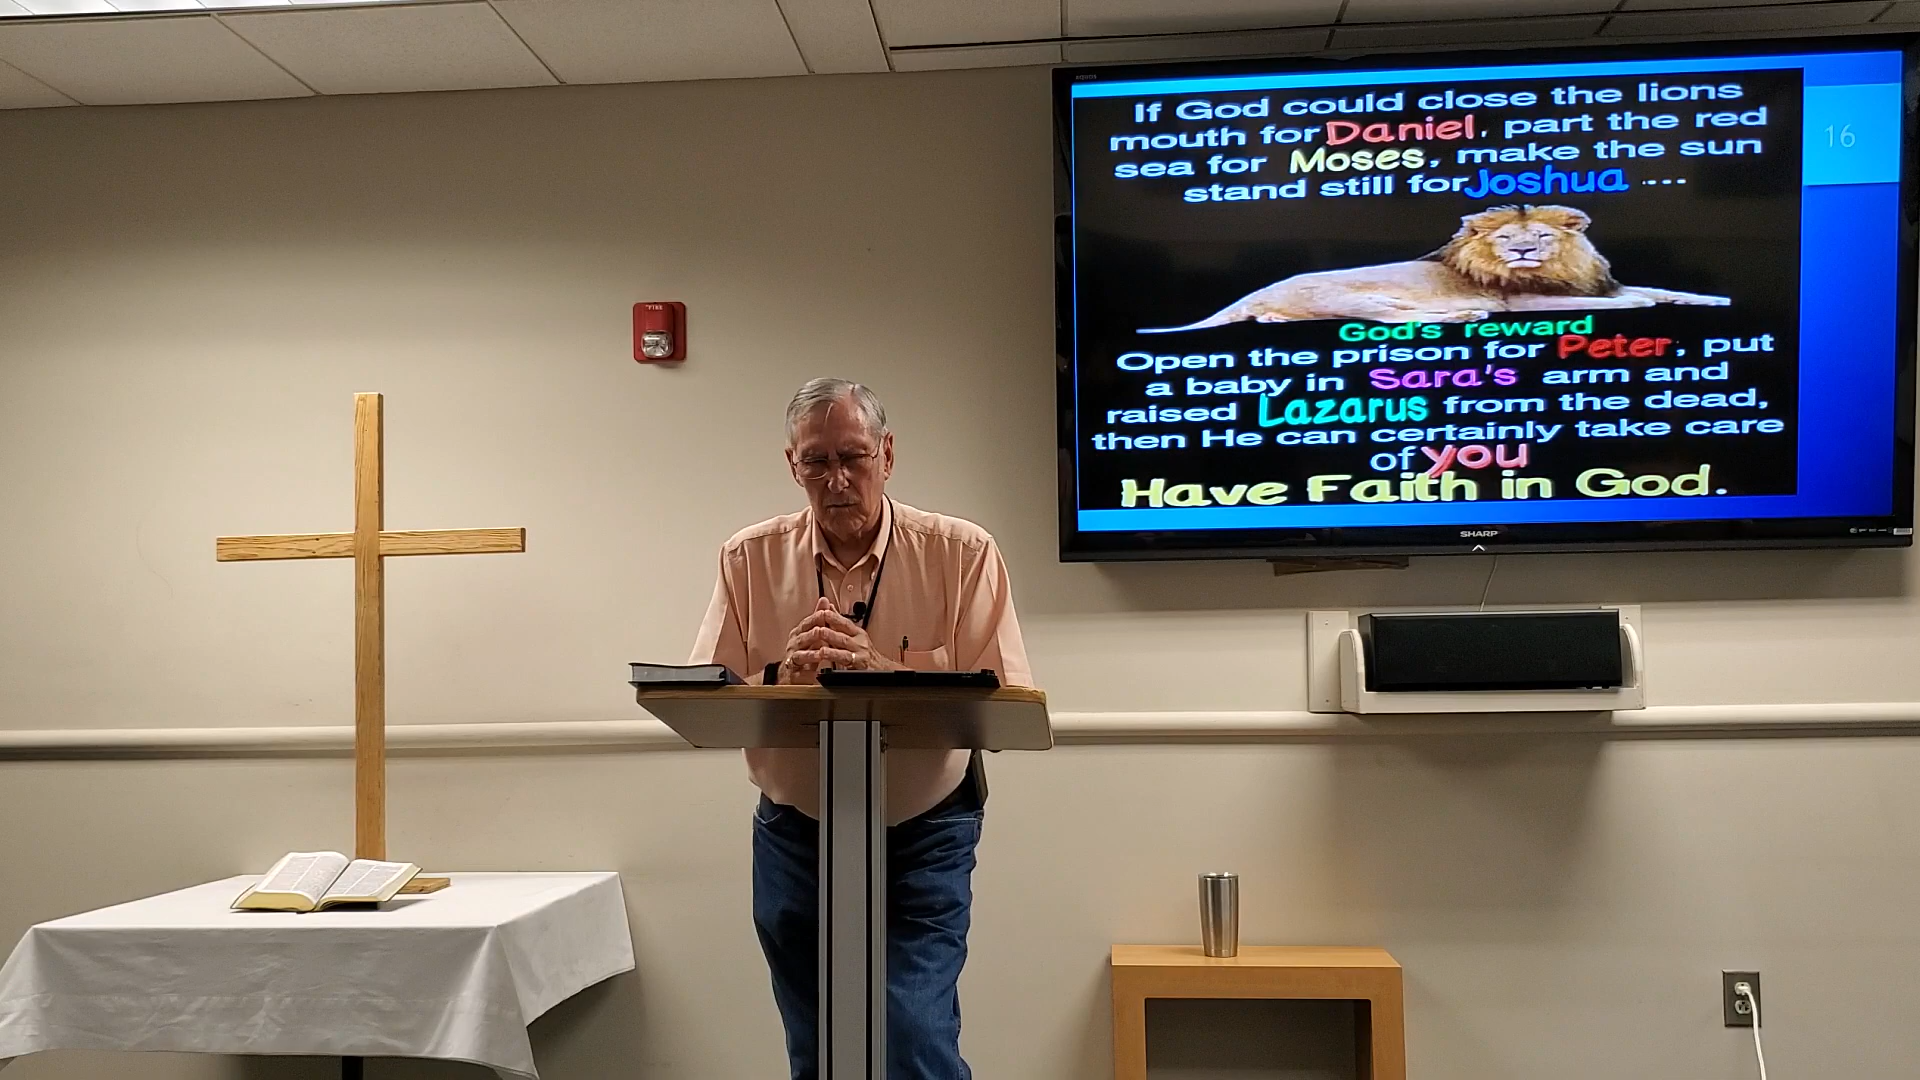 If God could close the lions
mouth for Daniel, part the red
sea for Moses, make the sun
stand still for Joshua ....
God's reward
Open the prison for Peter, put
a baby in Sara's arm and
raised Lazarus from the dead,
then He can certainly take care
of you
Have Faith in God.
16
SHARP
FIRE